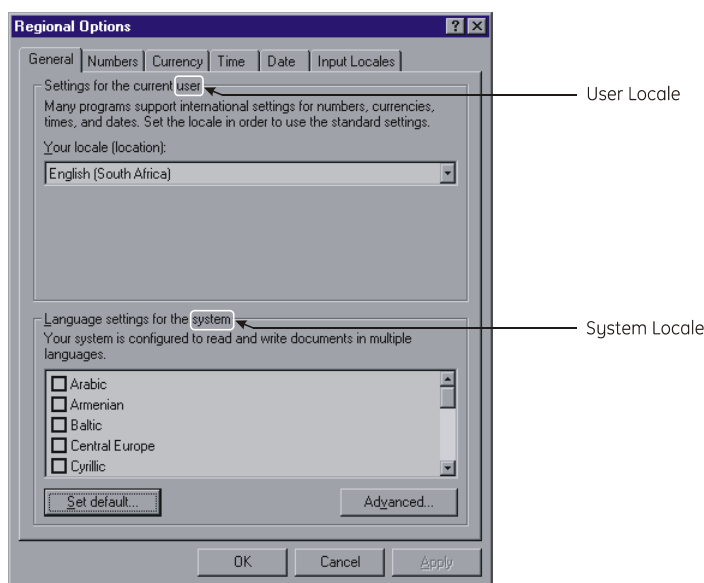 Regional Options
General Numbers Currency Time Date Input Locales
Settings for the current user
User Locale
Many programs support international settings for numbers, currencies,
times, and dates. Set the locale in order to use the standard settings.
Your locale (location):
English (South Africa)
Language settings for the system
System Locale
Your system is configured to read and write documents in multiple
languages.
Arabic
Armenian
Baltic
Central Europe
Cyrillic
Set default...
Advanced...
OK
Cancel
Apply